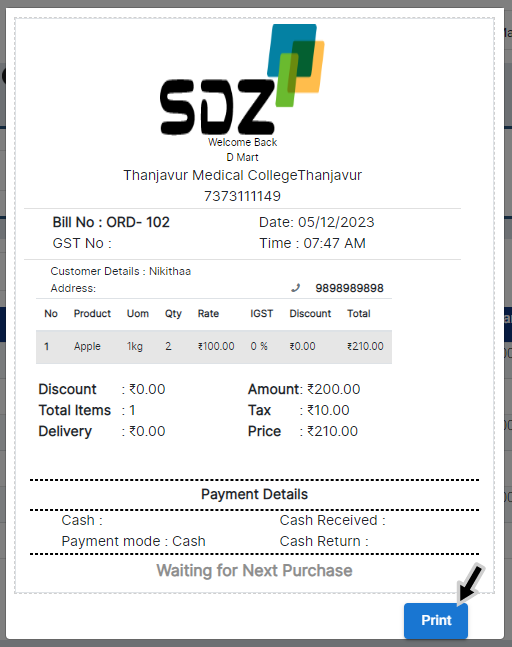 SDZ
Welcome Back
D Mart
Thanjavur Medical CollegeThanjavur
7373111149
Bill No : ORD- 102 Date: 05/12/2023
GST No : Time : 07:47 AM
Customer Details : Nikithaa
Address: 9898989898
No Product Uom Qty Rate IGST Discount Total
1 Apple 1kg 2 ₹100.00 0 % ₹0.00 ₹210.00
Discount : ₹0.00 Amount: ₹200.00
Total Items : 1 Tax : ₹10.00
Delivery : ₹0.00 Price : ₹210.00
Payment Details
Cash : Cash Received :
Payment mode : Cash Cash Return :
Waiting for Next Purchase
Print